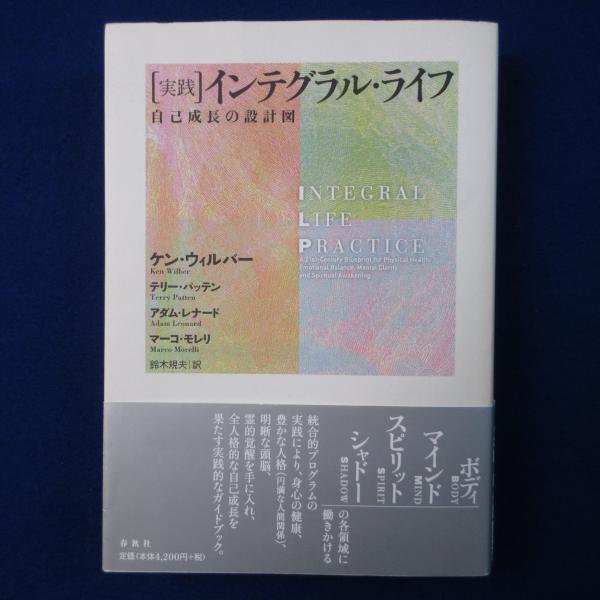 [実践]インテグラル・ライフ
自己成長の設計図
INTEGRAL
LIFE
PRACTICE
A 21st-Century Blueprint for Physical Health,
Emotional Balance, Mental Clarity,
and Spiritual Awakening
ケン・ウィルバー
Ken Wilber
テリー・パッテン
Terry Patten
アダム・レナード
Adam Leonard
マーコ・モレリ
Marco Morelli
鈴木規夫|訳
ボディ
BODY
マインド
MIND
スピリット
SPIRIT
シャドー
SHADOW
の各領域に
働きかける
統合的プログラムの
実践により、身心の健康、
豊かな人格(円満な人間関係)、
明晰な頭脳、
霊的覚醒を手に入れ、
全人格的な自己成長を
果たす実践的なガイドブック。
春秋社
定価(本体4,200円+税)